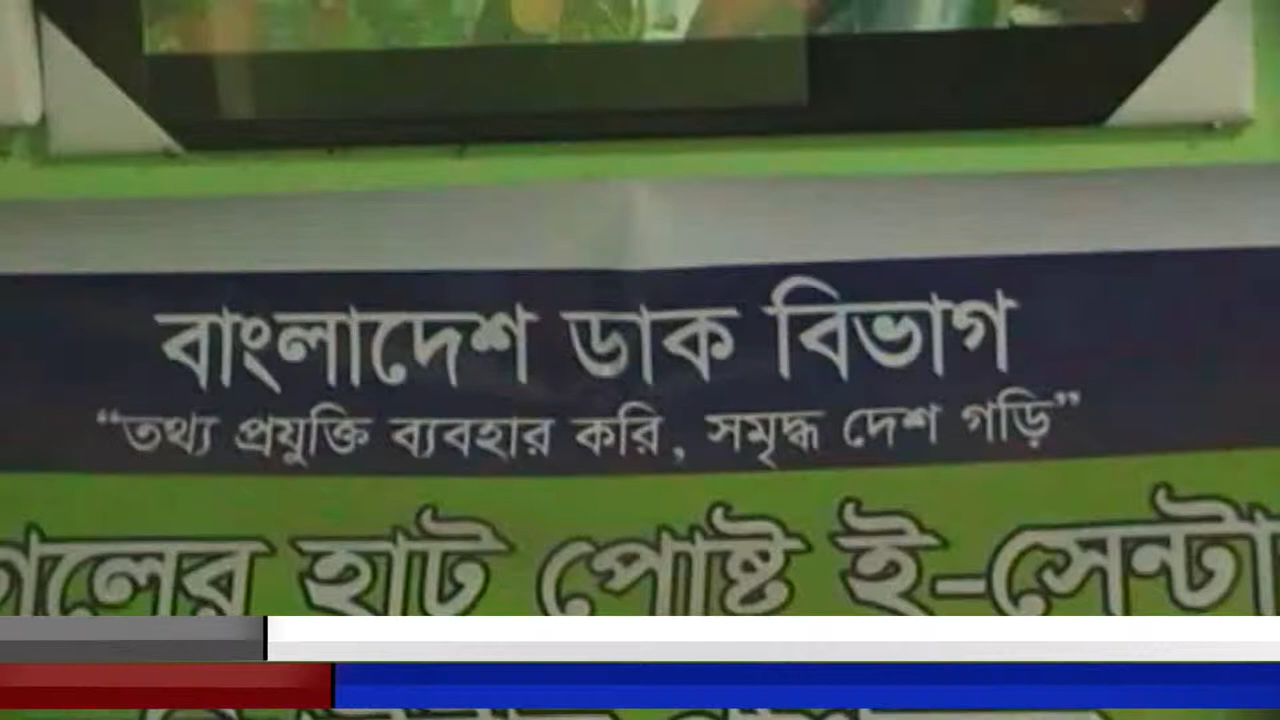 বাংলাদেশ ডাক বিভাগ
“তথ্য প্রযুক্তি ব্যবহার করি, সমৃদ্ধ দেশ গড়ি”
হাট পোষ্ট ই-সেন্টা